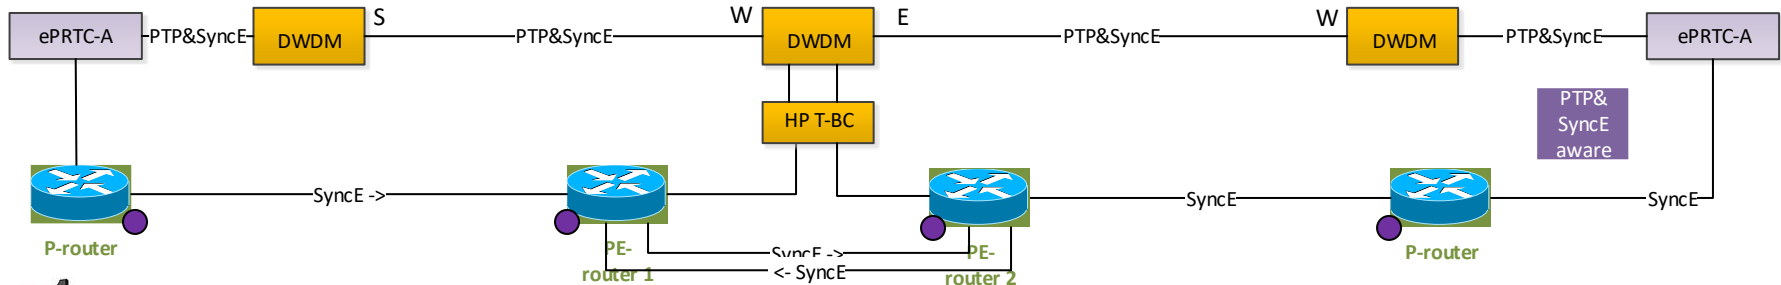 S
W
E
W
ePRTC-A
PTP&SyncE
DWDM
PTP&SyncE
DWDM
PTP&SyncE
DWDM
PTP&SyncE
ePRTC-A
HP T-BC
PTP&
SyncE
aware
SyncE ->
SyncE
SyncE
P-router
PE-
router 1
SyncE ->
<- SyncE
PE-
router 2
P-router